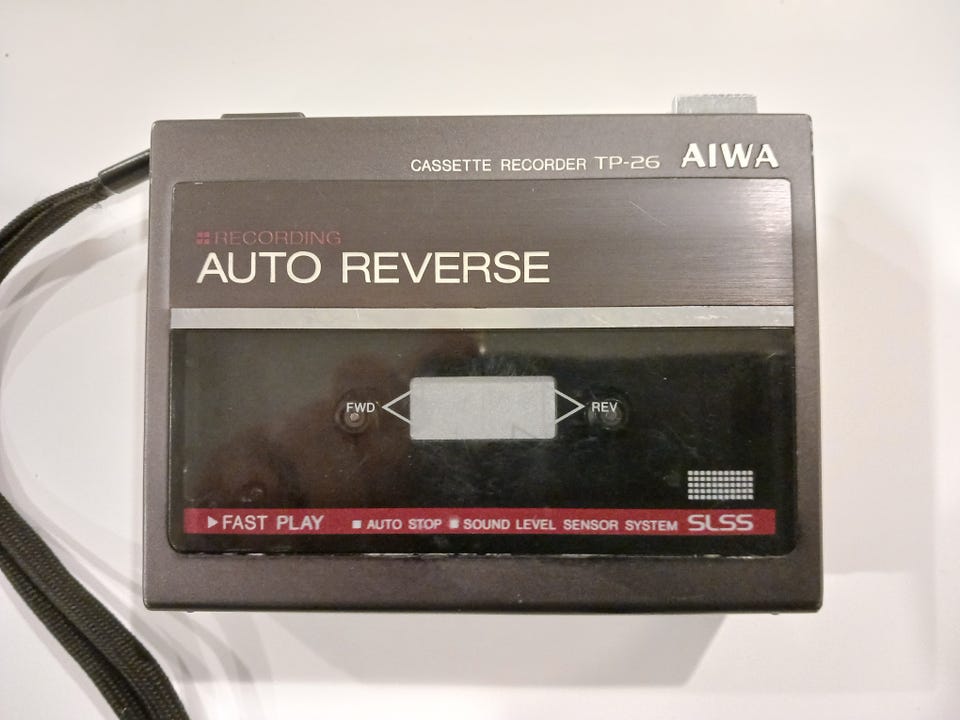 CASSETTE RECORDER TP-26 AIWA
RECORDING
AUTO REVERSE
FWD REV
FAST PLAY AUTO STOP SOUND LEVEL SENSOR SYSTEM SLSS